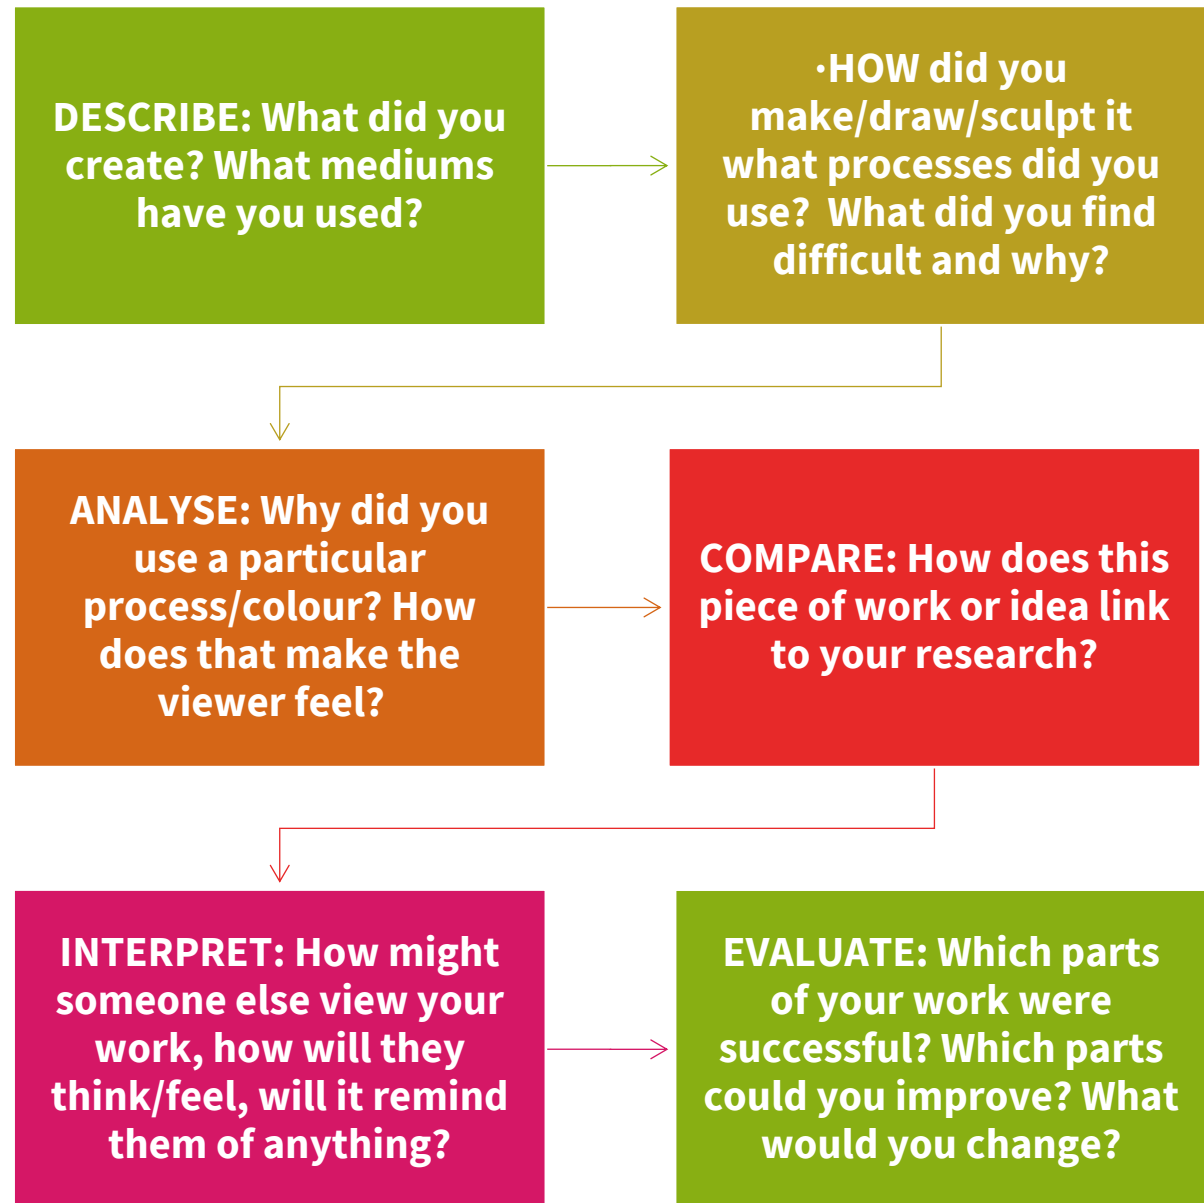 DESCRIBE: What did you
create? What mediums
have you used?
·HOW did you
make/draw/sculpt it
what processes did you
use?  What did you find
difficult and why?
ANALYSE: Why did you
use a particular
process/colour? How
does that make the
viewer feel?
COMPARE: How does this
piece of work or idea link
to your research?
INTERPRET: How might
someone else view your
work, how will they
think/feel, will it remind
them of anything?
EVALUATE: Which parts
of your work were
successful? Which parts
could you improve? What
would you change?